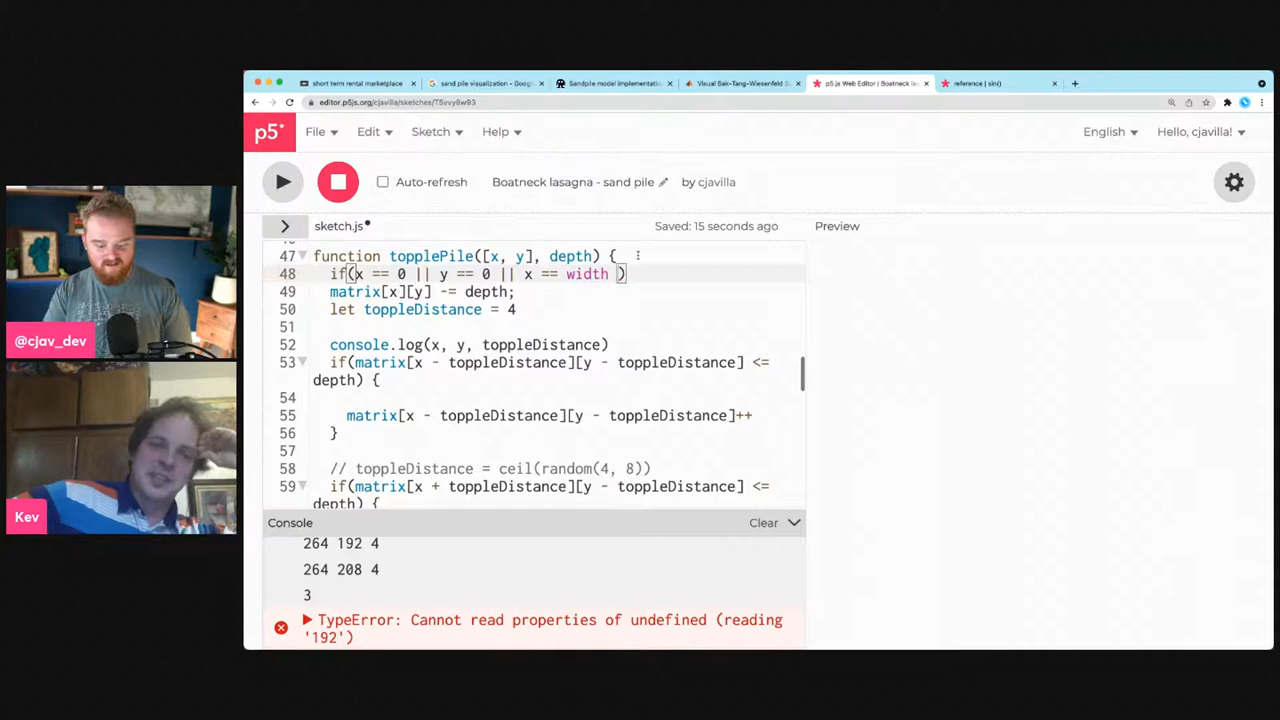 short term rental marketplace
sand pile visualization - Goog
Sandpile model implementatio
Visual Bak-Tang-Wiesenfeld S
p5.js Web Editor | Boatneck la
reference | sin()
editor.p5js.org/cjavilla/sketches/T5vvy8w93
p5* File Edit Sketch Help English Hello, cjavilla!
Auto-refresh Boatneck lasagna - sand pile by cjavilla
sketch.js Saved: 15 seconds ago Preview
47 function topplePile([x, y], depth) {
48 if(x == 0 || y == 0 || x == width )
49 matrix[x][y] -= depth;
50 let toppleDistance = 4
51
52 console.log(x, y, toppleDistance)
53 if(matrix[x - toppleDistance][y - toppleDistance] <=
depth) {
54
55 matrix[x - toppleDistance][y - toppleDistance]++
56 }
57
58 // toppleDistance = ceil(random(4, 8))
59 if(matrix[x + toppleDistance][y - toppleDistance] <=
depth) {
Console Clear
264 192 4
264 208 4
3
TypeError: Cannot read properties of undefined (reading
'192')
@cjav_dev
Kev